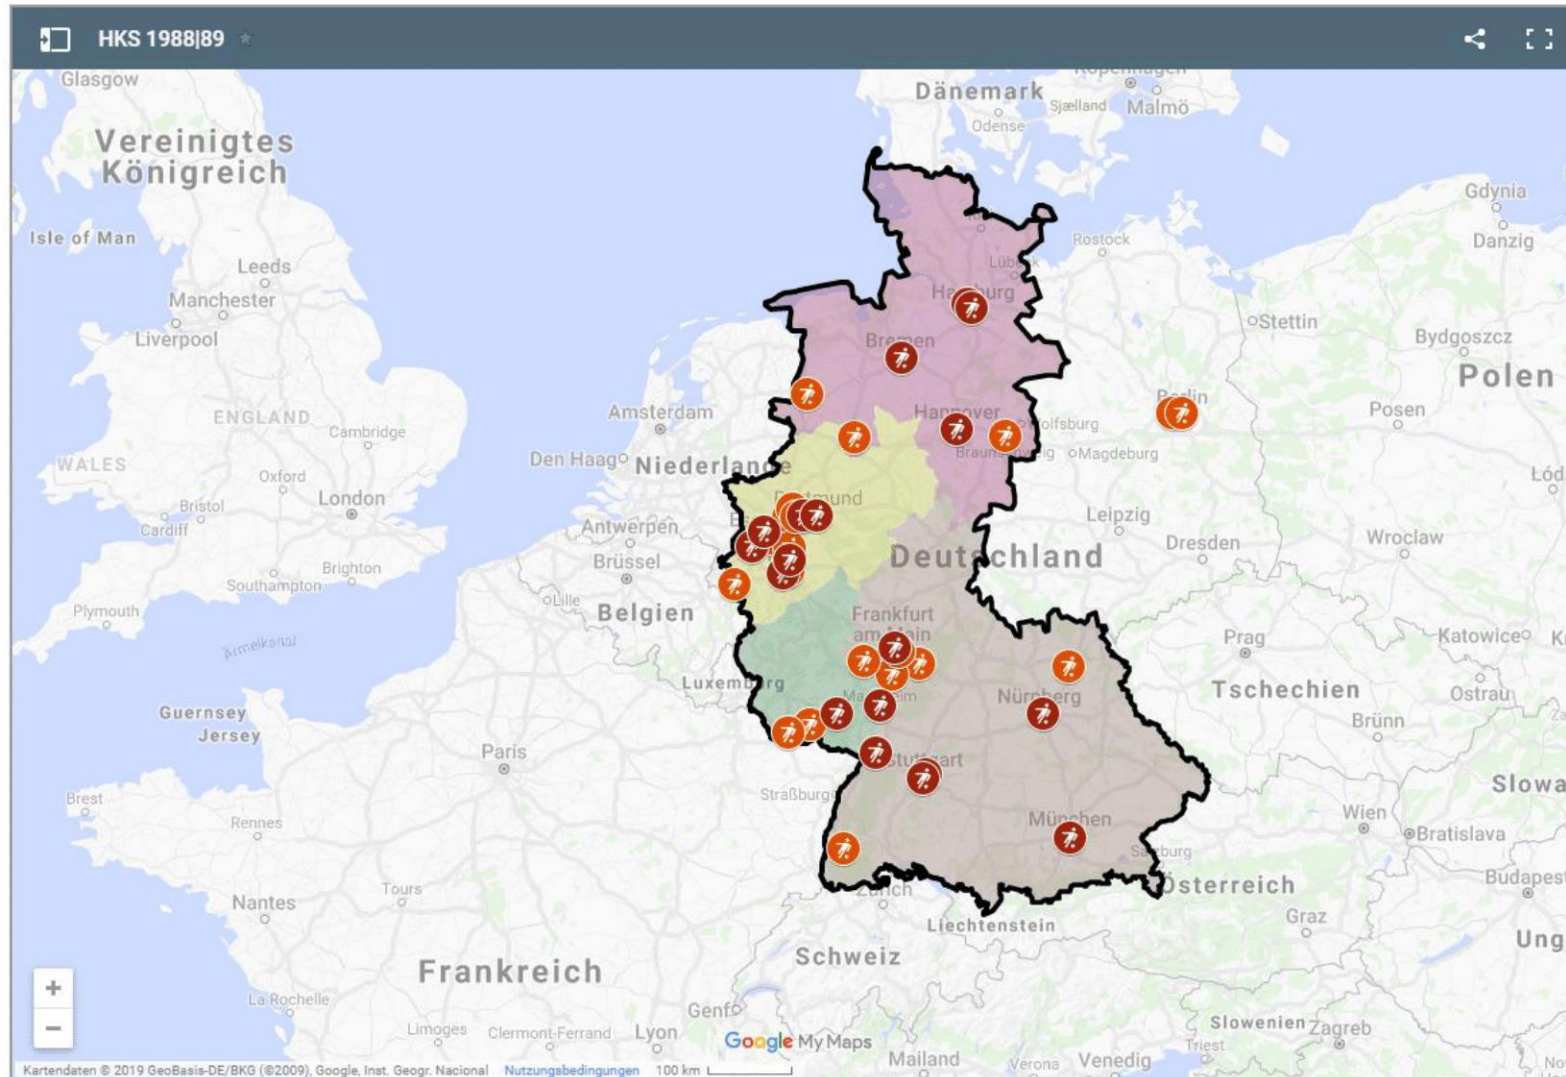 HKS 1988|89
Glasgow
Kopenhagen
Dänemark
Sjælland
Malmö
Odense
Vereinigtes
Königreich
Gdynia
Isle of Man
Rostock
Danzig
Leeds
Lübeck
Manchester
Hamburg
Stettin
Liverpool
Bremen
Bydgoszcz
Polen
Berlin
Amsterdam
Hannover
Posen
ENGLAND
Wolfsburg
Cambridge
Braunschweig
Magdeburg
Den Haag
Niederlande
WALES
Oxford
London
Dortmund
Bristol
Cardiff
Antwerpen
Leipzig
Brüssel
Deutschland
Dresden
Wroclaw
Brighton
Southampton
Plymouth
Lille
Belgien
Frankfurt
am Main
Prag
Katowice
Ärmelkanal
Luxemburg
Mannheim
Nürnberg
Tschechien
Ostrau
Guernsey
Jersey
Brünn
Paris
Stuttgart
Straßburg
Slowa
Brest
Rennes
München
Wien
Bratislava
Salzburg
Tours
Zürich
Österreich
Budapest
Nantes
Liechtenstein
Graz
Ung
Schweiz
Frankreich
La Rochelle
Genf
Limoges
Clermont-Ferrand
Lyon
Google My Maps
Slowenien
Zagreb
Mailand
Verona
Venedig
Triest
Kartendaten © 2019 GeoBasis-DE/BKG (©2009), Google, Inst. Geogr. Nacional
Nutzungsbedingungen
100 km